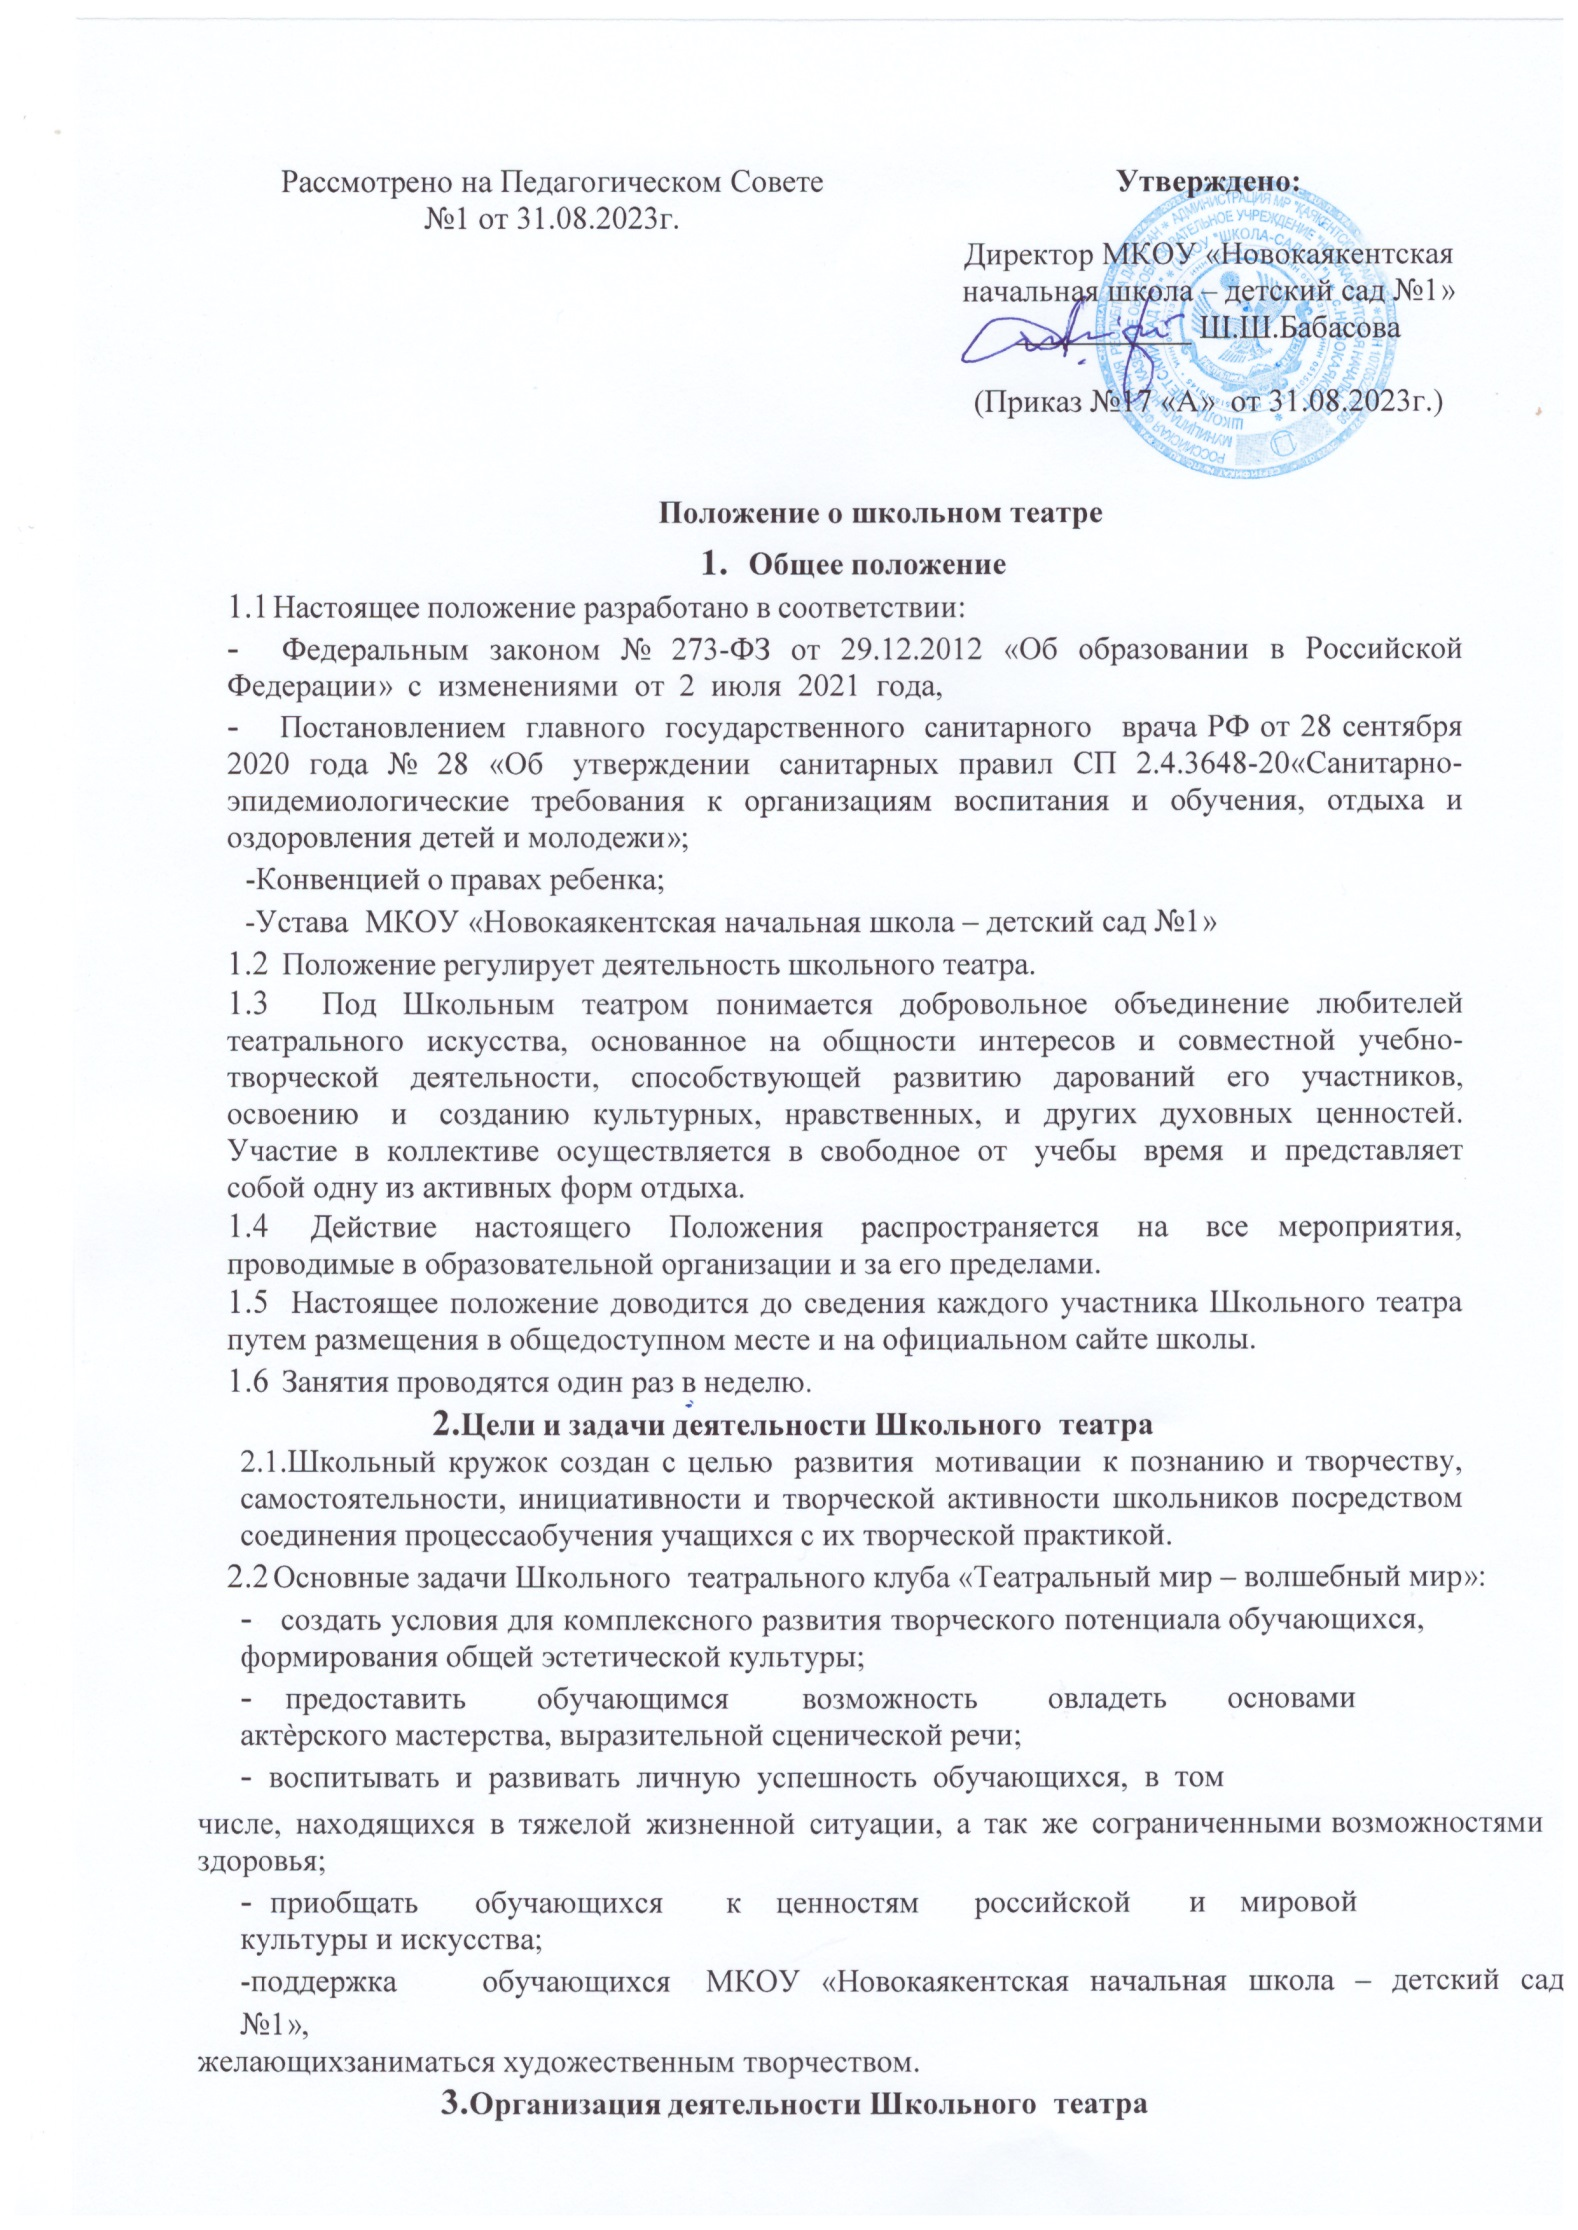 Рассмотрено на Педагогическом Совете
№1 от 31.08.2023г.
Утверждено:
Директор МКОУ «Новокаякентская
начальная школа – детский сад №1»
Ш.Ш.Бабасова
(Приказ №17 «А» от 31.08.2023г.)
Положение о школьном театре
1. Общее положение
1.1 Настоящее положение разработано в соответствии:
- Федеральным законом № 273-ФЗ от 29.12.2012 «Об образовании в Российской
Федерации» с изменениями от 2 июля 2021 года,
- Постановлением главного государственного санитарного врача РФ от 28 сентября
2020 года № 28 «Об утверждении санитарных правил СП 2.4.3648-20«Санитарно-
эпидемиологические требования к организациям воспитания и обучения, отдыха и
оздоровления детей и молодежи»;
-Конвенцией о правах ребенка;
-Устава МКОУ «Новокаякентская начальная школа – детский сад №1»
1.2 Положение регулирует деятельность школьного театра.
1.3 Под Школьным театром понимается добровольное объединение любителей
театрального искусства, основанное на общности интересов и совместной учебно-
творческой деятельности, способствующей развитию дарований его участников,
освоению и созданию культурных, нравственных, и других духовных ценностей.
Участие в коллективе осуществляется в свободное от учебы время и представляет
собой одну из активных форм отдыха.
1.4 Действие настоящего Положения распространяется на все мероприятия,
проводимые в образовательной организации и за его пределами.
1.5 Настоящее положение доводится до сведения каждого участника Школьного театра
путем размещения в общедоступном месте и на официальном сайте школы.
1.6 Занятия проводятся один раз в неделю.
2.Цели и задачи деятельности Школьного театра
2.1.Школьный кружок создан с целью развития мотивации к познанию и творчеству,
самостоятельности, инициативности и творческой активности школьников посредством
соединения процессаобучения учащихся с их творческой практикой.
2.2 Основные задачи Школьного театрального клуба «Театральный мир – волшебный мир»:
- создать условия для комплексного развития творческого потенциала обучающихся,
формирования общей эстетической культуры;
- предоставить обучающимся возможность овладеть основами
актѐрского мастерства, выразительной сценической речи;
- воспитывать и развивать личную успешность обучающихся, в том
числе, находящихся в тяжелой жизненной ситуации, а так же сограниченными возможностями
здоровья;
- приобщать обучающихся к ценностям российской и мировой
культуры и искусства;
-поддержка обучающихся МКОУ «Новокаякентская начальная школа – детский сад
№1»,
желающихзаниматься художественным творчеством.
3.Организация деятельности Школьного театра